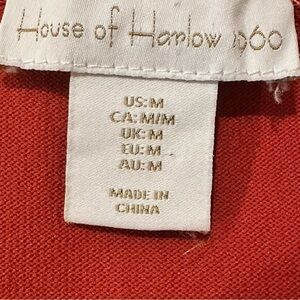 House of Harlow 1960
US: M
CA: M/M
UK: M
EU: M
AU: M
MADE IN
CHINA